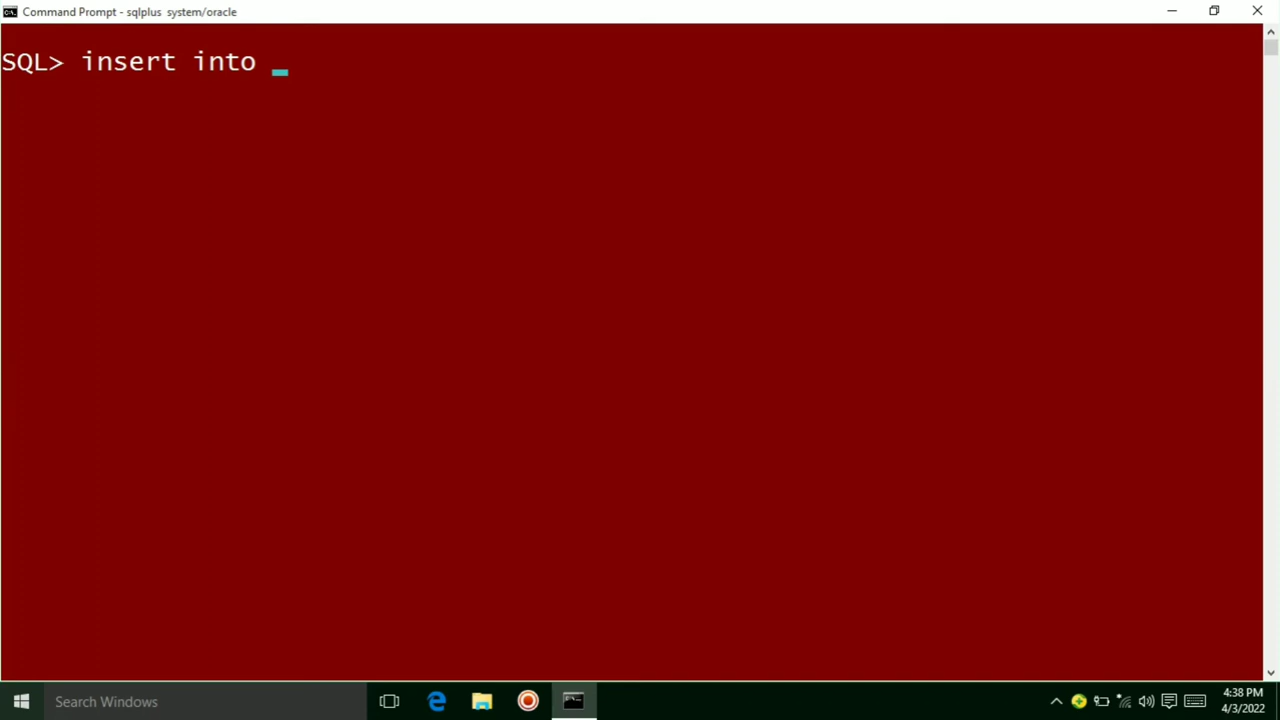 Command Prompt - sqlplus system/oracle
SQL> insert into
Search Windows
4:38 PM
4/3/2022